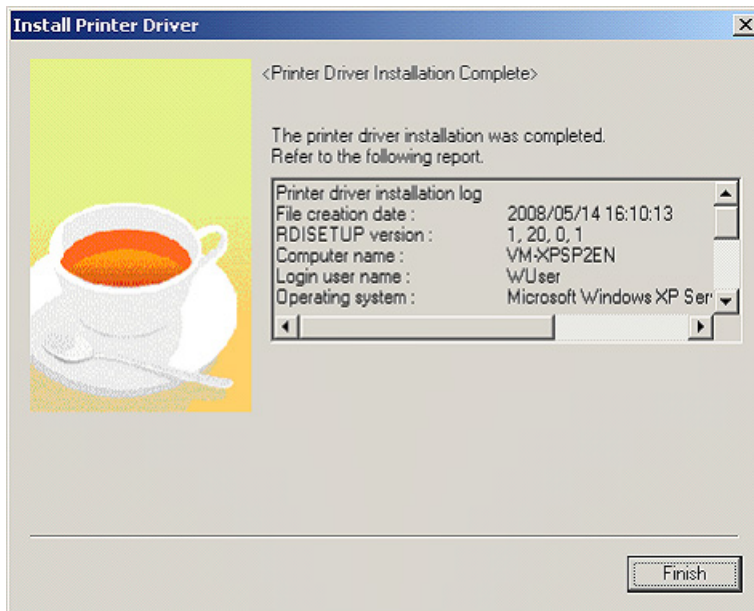 Install Printer Driver
<Printer Driver Installation Complete>
The printer driver installation was completed.
Refer to the following report.
Printer driver installation log
File creation date : 2008/05/14 16:10:13
RDISETUP version : 1, 20, 0, 1
Computer name : VM-XPSP2EN
Login user name : WUser
Operating system : Microsoft Windows XP Ser
Finish